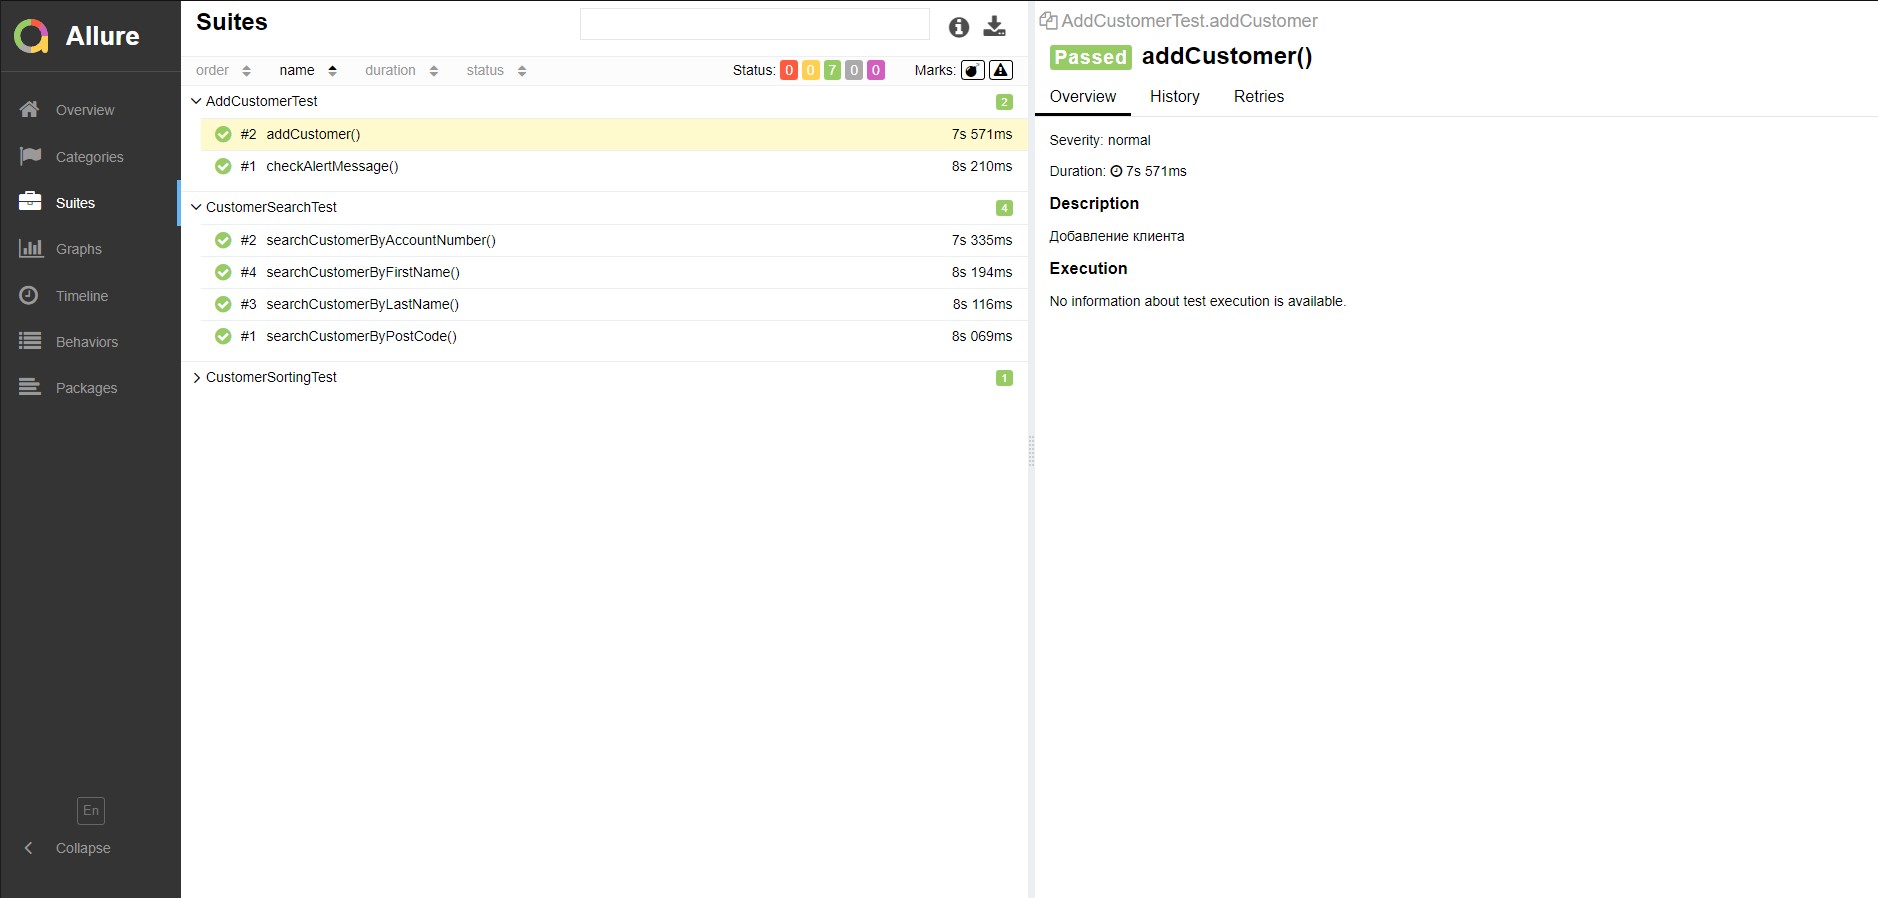 Allure
Overview
Categories
Suites
Graphs
Timeline
Behaviors
Packages
En
Collapse
Suites
order name duration status Status: 0 0 7 0 0 Marks:
AddCustomerTest 2
#2 addCustomer() 7s 571ms
#1 checkAlertMessage() 8s 210ms
CustomerSearchTest 4
#2 searchCustomerByAccountNumber() 7s 335ms
#4 searchCustomerByFirstName() 8s 194ms
#3 searchCustomerByLastName() 8s 116ms
#1 searchCustomerByPostCode() 8s 069ms
CustomerSortingTest 1
AddCustomerTest.addCustomer
Passed addCustomer()
Overview History Retries
Severity: normal
Duration: 7s 571ms
Description
Добавление клиента
Execution
No information about test execution is available.